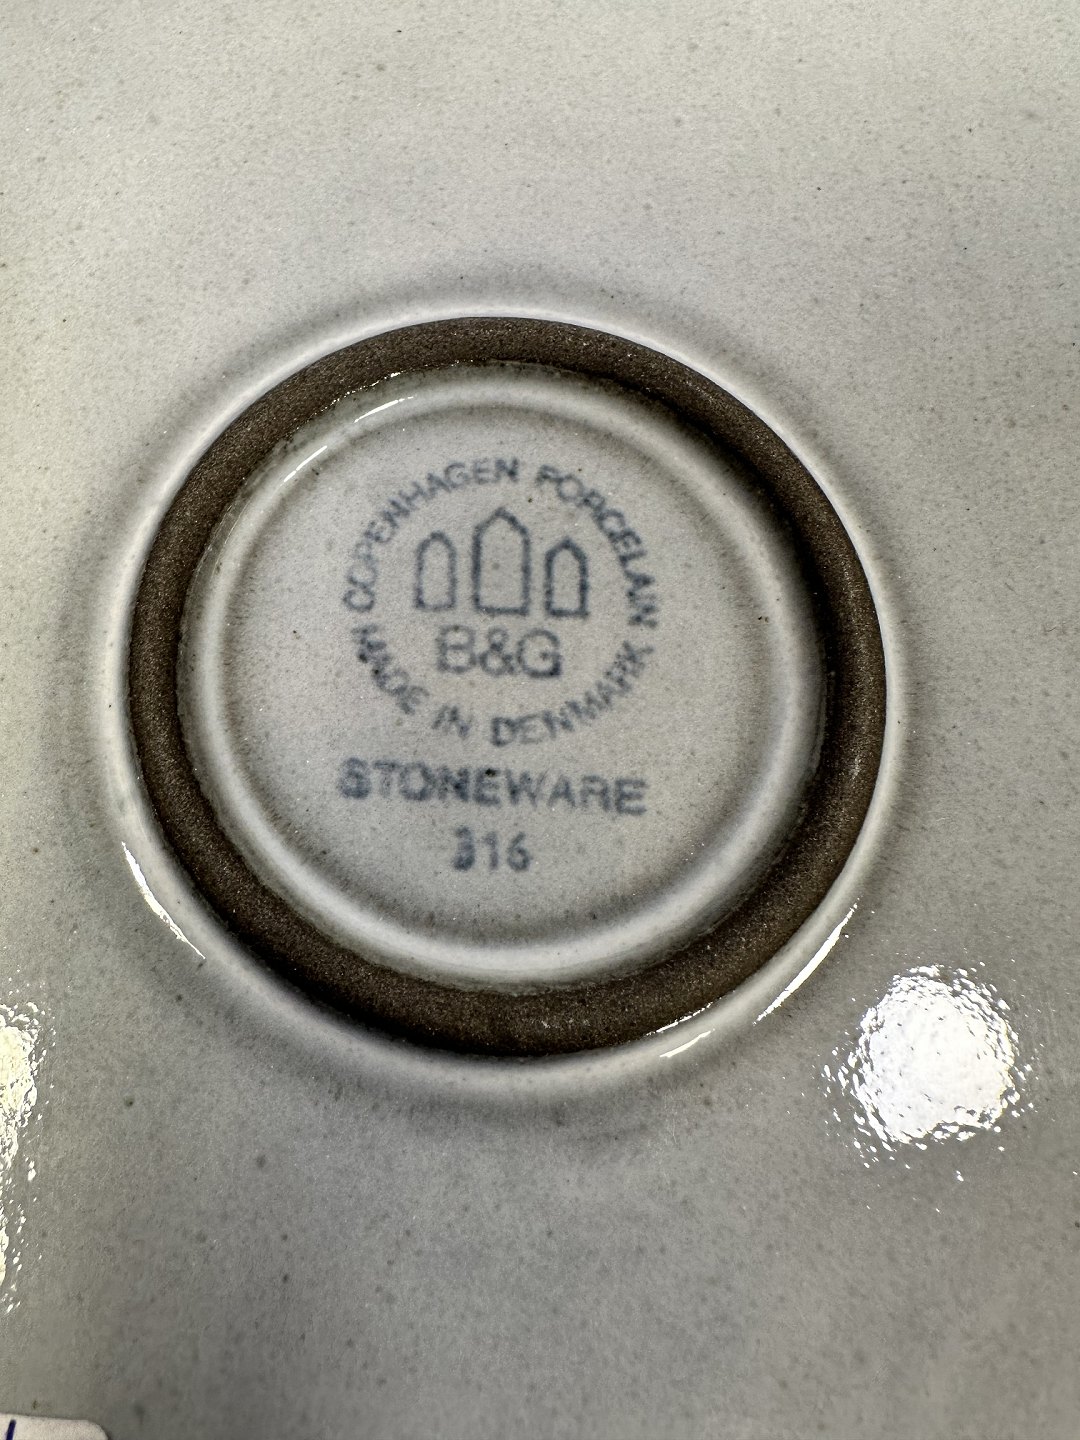 COPENHAGEN PORCELAIN
B&G
MADE IN DENMARK
STONEWARE
316